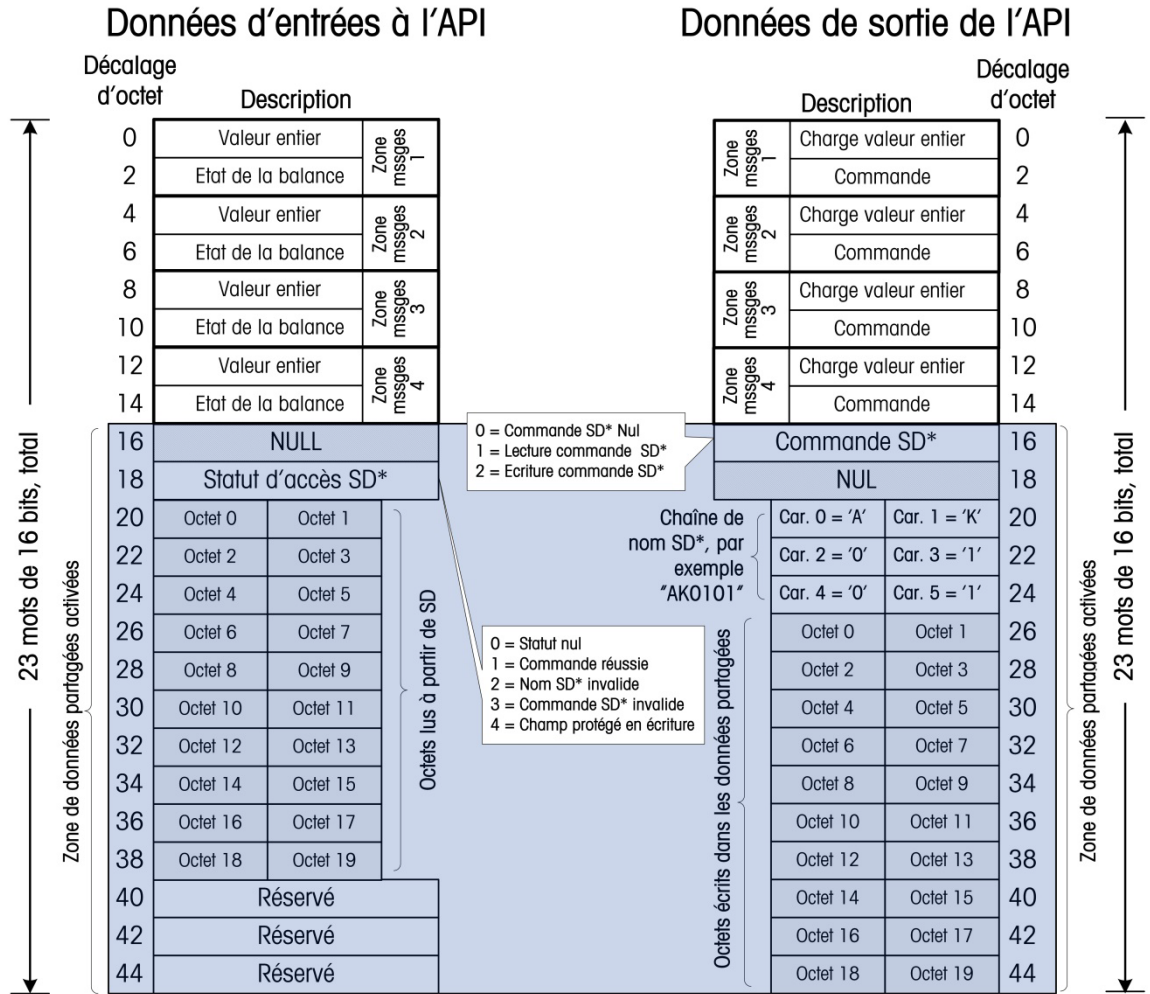 Données d'entrées à l'API
Données de sortie de l'API
Décalage
d'octet
Description
Description
Décalage
d'octet
0 Valeur entier
2 Etat de la balance
Zone
mssges
1
4 Valeur entier
6 Etat de la balance
Zone
mssges
2
8 Valeur entier
10 Etat de la balance
Zone
mssges
3
12 Valeur entier
14 Etat de la balance
Zone
mssges
4
16 NULL
18 Statut d'accès SD*
20 Octet 0 Octet 1
22 Octet 2 Octet 3
24 Octet 4 Octet 5
26 Octet 6 Octet 7
28 Octet 8 Octet 9
30 Octet 10 Octet 11
32 Octet 12 Octet 13
34 Octet 14 Octet 15
36 Octet 16 Octet 17
38 Octet 18 Octet 19
40 Réservé
42 Réservé
44 Réservé
23 mots de 16 bits, total
Zone de données partagées activées
Octets lus à partir de SD
0 = Commande SD* Nul
1 = Lecture commande SD*
2 = Ecriture commande SD*
0 = Statut nul
1 = Commande réussie
2 = Nom SD* invalide
3 = Commande SD* invalide
4 = Champ protégé en écriture
Zone
mssges
1
Charge valeur entier 0
Commande 2
Zone
mssges
2
Charge valeur entier 4
Commande 6
Zone
mssges
3
Charge valeur entier 8
Commande 10
Zone
mssges
4
Charge valeur entier 12
Commande 14
Commande SD* 16
NUL 18
Chaîne de
nom SD*, par
exemple
"AK0101"
Car. 0 = 'A' Car. 1 = 'K' 20
Car. 2 = '0' Car. 3 = '1' 22
Car. 4 = '0' Car. 5 = '1' 24
Octet 0 Octet 1 26
Octet 2 Octet 3 28
Octet 4 Octet 5 30
Octet 6 Octet 7 32
Octet 8 Octet 9 34
Octet 10 Octet 11 36
Octet 12 Octet 13 38
Octet 14 Octet 15 40
Octet 16 Octet 17 42
Octet 18 Octet 19 44
Octets écrits dans les données partagées
Zone de données partagées activées
23 mots de 16 bits, total